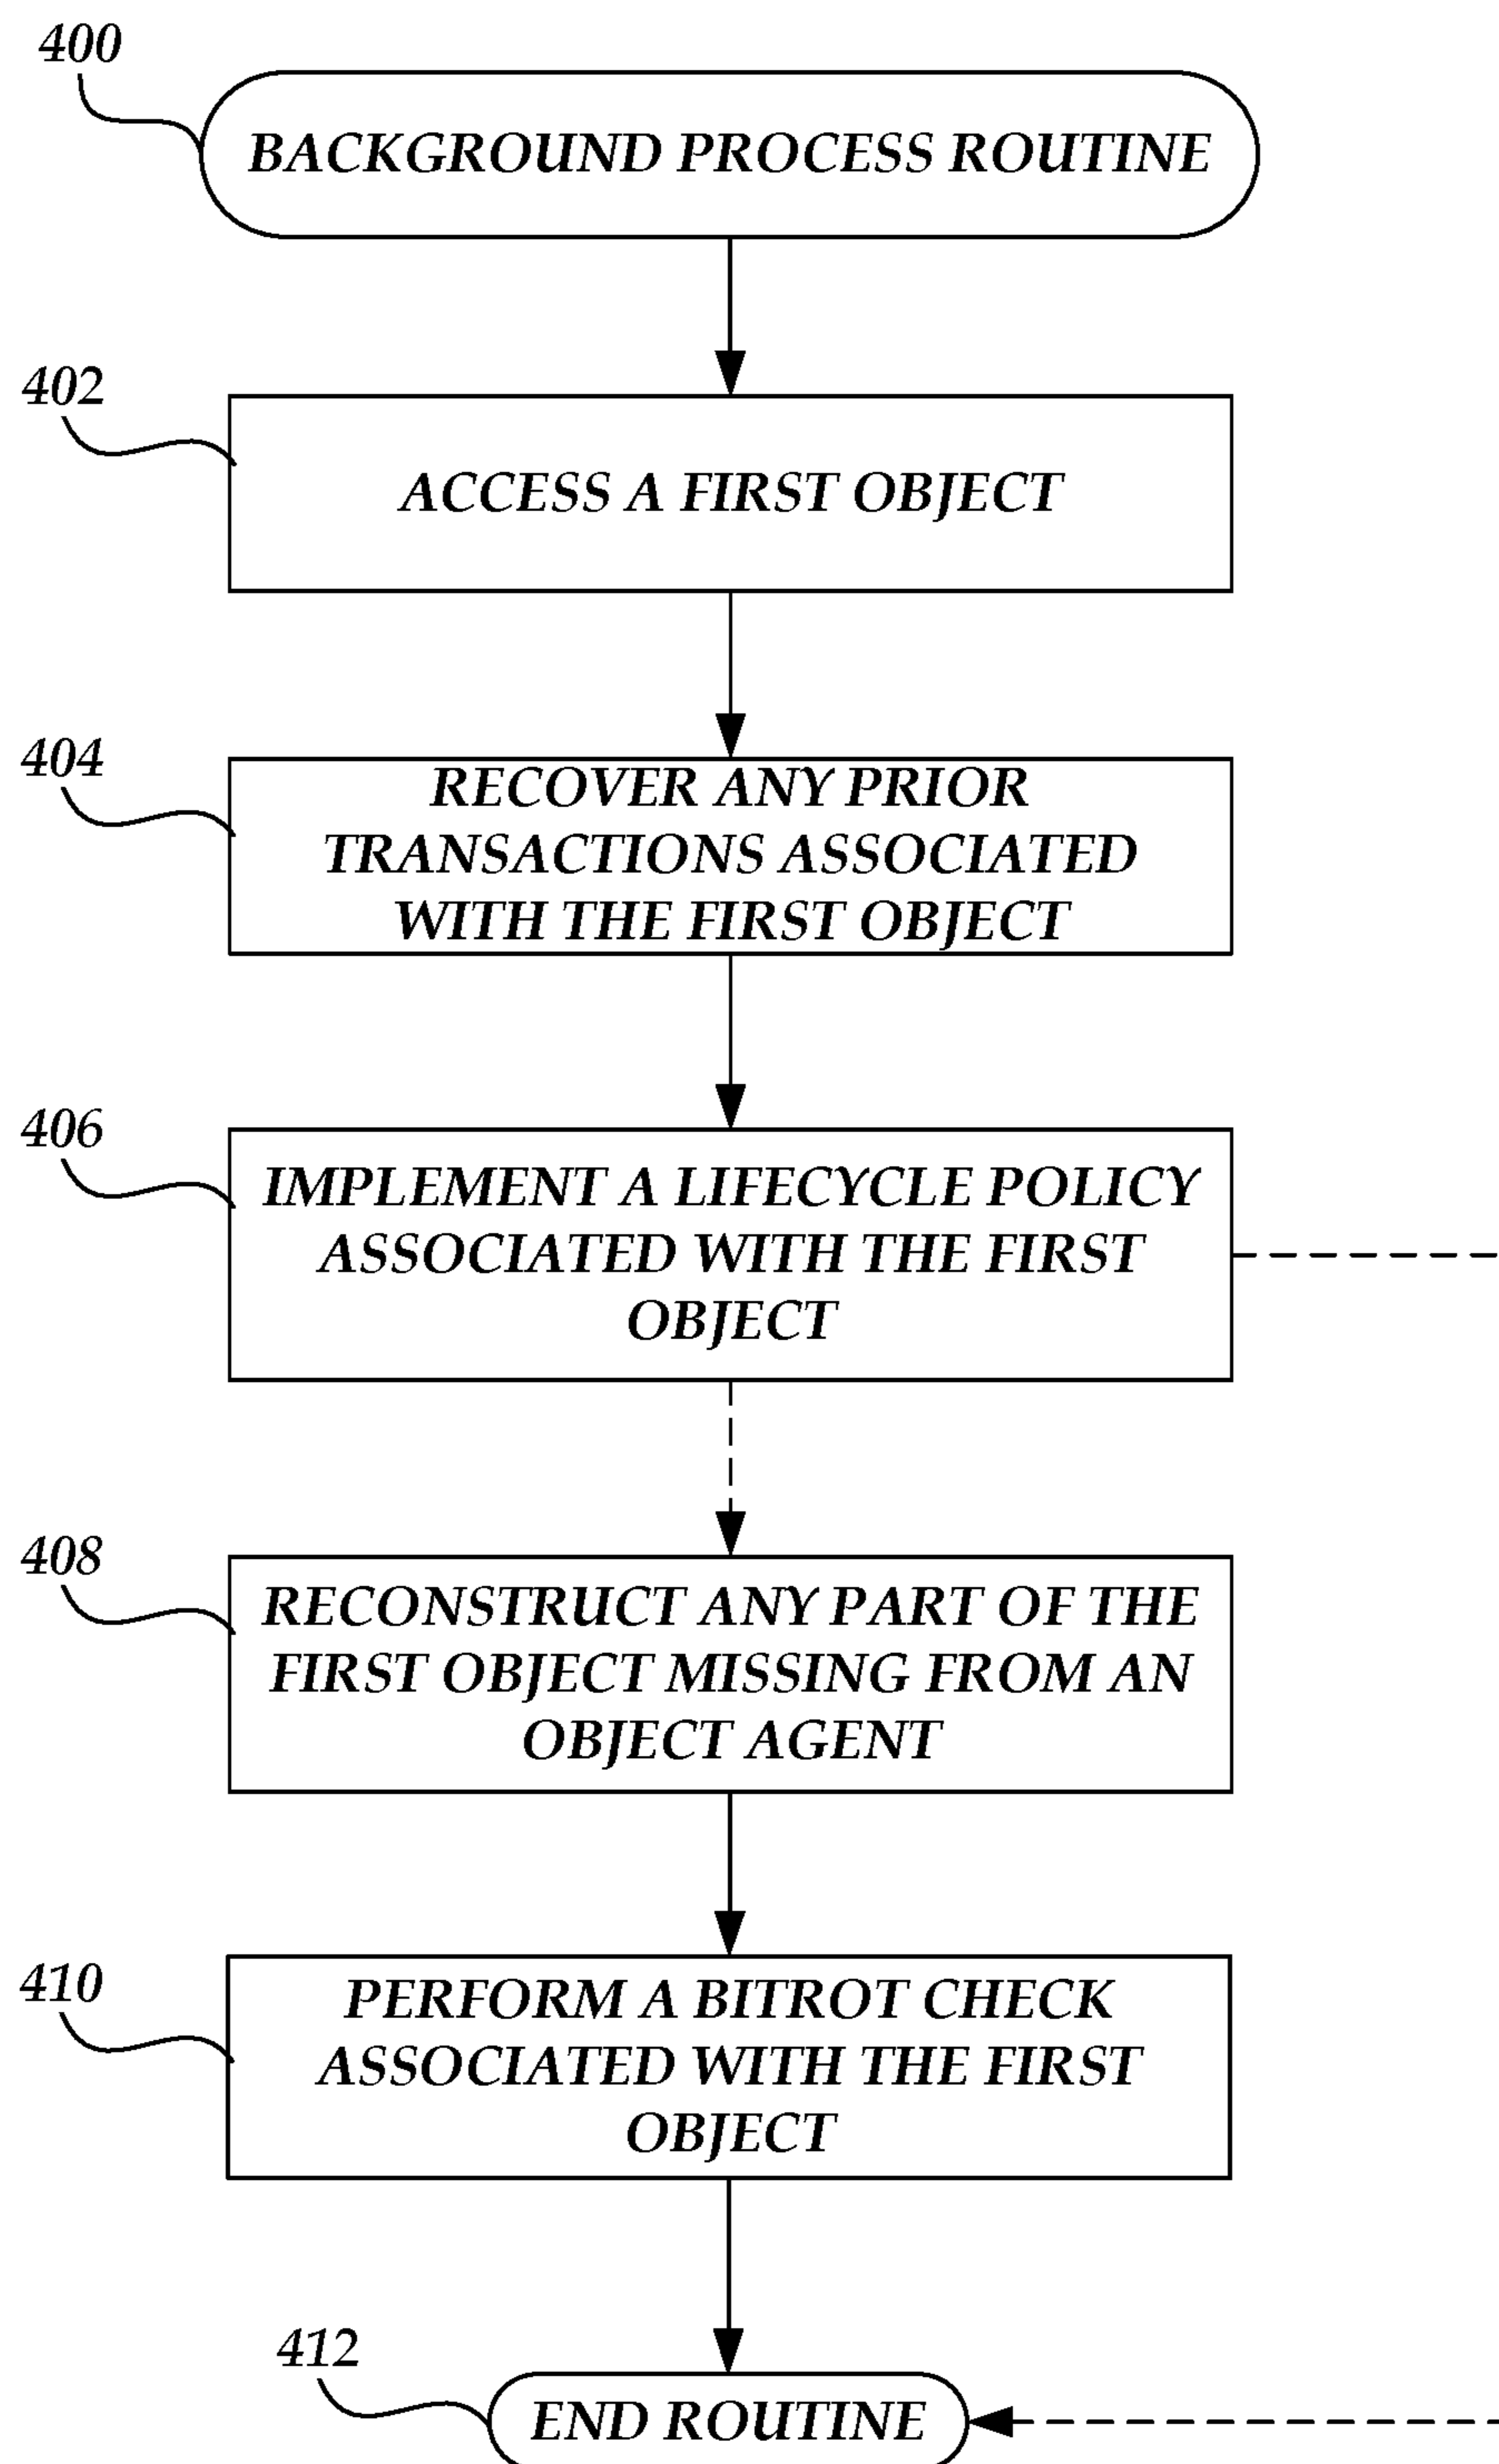 400
BACKGROUND PROCESS ROUTINE
402
ACCESS A FIRST OBJECT
404
RECOVER ANY PRIOR
TRANSACTIONS ASSOCIATED
WITH THE FIRST OBJECT
406
IMPLEMENT A LIFECYCLE POLICY
ASSOCIATED WITH THE FIRST
OBJECT
408
RECONSTRUCT ANY PART OF THE
FIRST OBJECT MISSING FROM AN
OBJECT AGENT
410
PERFORM A BITROT CHECK
ASSOCIATED WITH THE FIRST
OBJECT
412
END ROUTINE